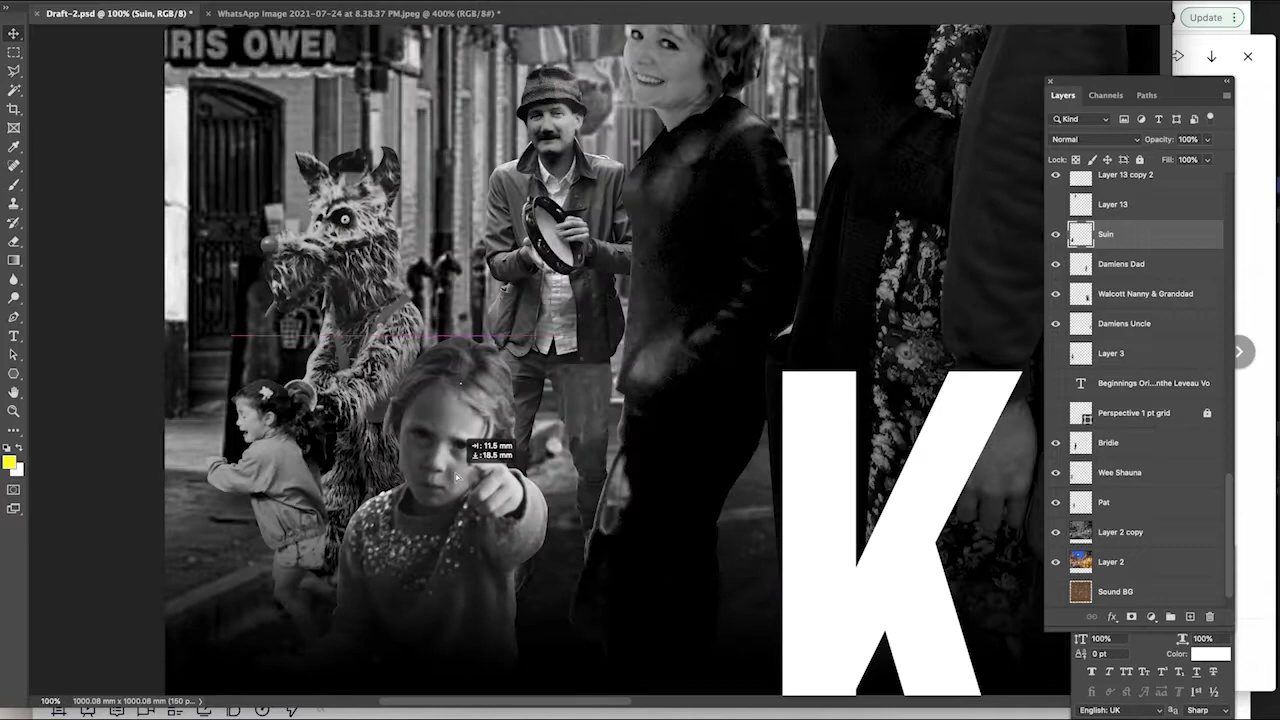 Draft-2.psd @ 100% (Suin, RGB/8) *
WhatsApp Image 2021-07-24 at 8.38.37 PM.jpeg @ 400% (RGB/8#) *
Update
RIS OWEN
Layers
Channels
Paths
Kind
Normal
Opacity: 100%
Lock:
Fill: 100%
Layer 13 copy 2
Layer 13
Suin
Damiens Dad
Walcott Nanny & Granddad
Damiens Uncle
Layer 3
T
Beginnings Ori...nthe Leveau Vo
Perspective 1 pt grid
Bridie
Wee Shauna
Pat
Layer 2 copy
Layer 2
Sound BG
: 11.5 mm
: 18.5 mm
K
fx
100%
100%
0 pt
Color:
English: UK
Sharp
100%
1000.08 mm x 1000.08 mm (150 p...